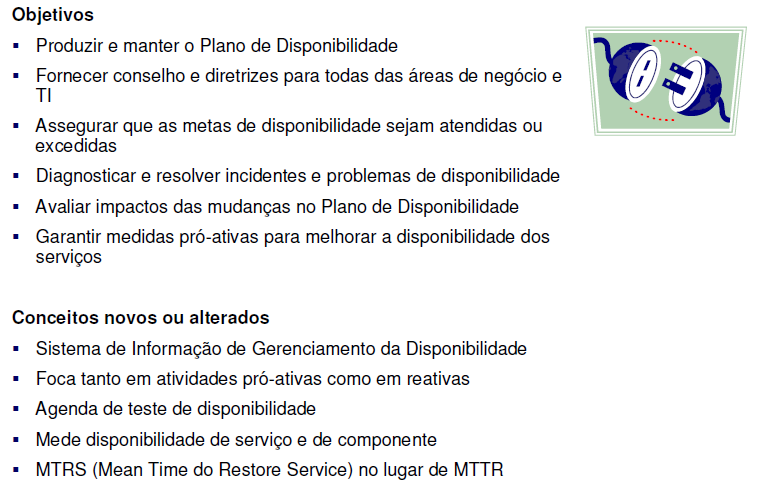 Objetivos
▪ Produzir e manter o Plano de Disponibilidade
▪ Fornecer conselho e diretrizes para todas das áreas de negócio e
TI
▪ Assegurar que as metas de disponibilidade sejam atendidas ou
excedidas
▪ Diagnosticar e resolver incidentes e problemas de disponibilidade
▪ Avaliar impactos das mudanças no Plano de Disponibilidade
▪ Garantir medidas pró-ativas para melhorar a disponibilidade dos
serviços
Conceitos novos ou alterados
▪ Sistema de Informação de Gerenciamento da Disponibilidade
▪ Foca tanto em atividades pró-ativas como em reativas
▪ Agenda de teste de disponibilidade
▪ Mede disponibilidade de serviço e de componente
▪ MTRS (Mean Time do Restore Service) no lugar de MTTR